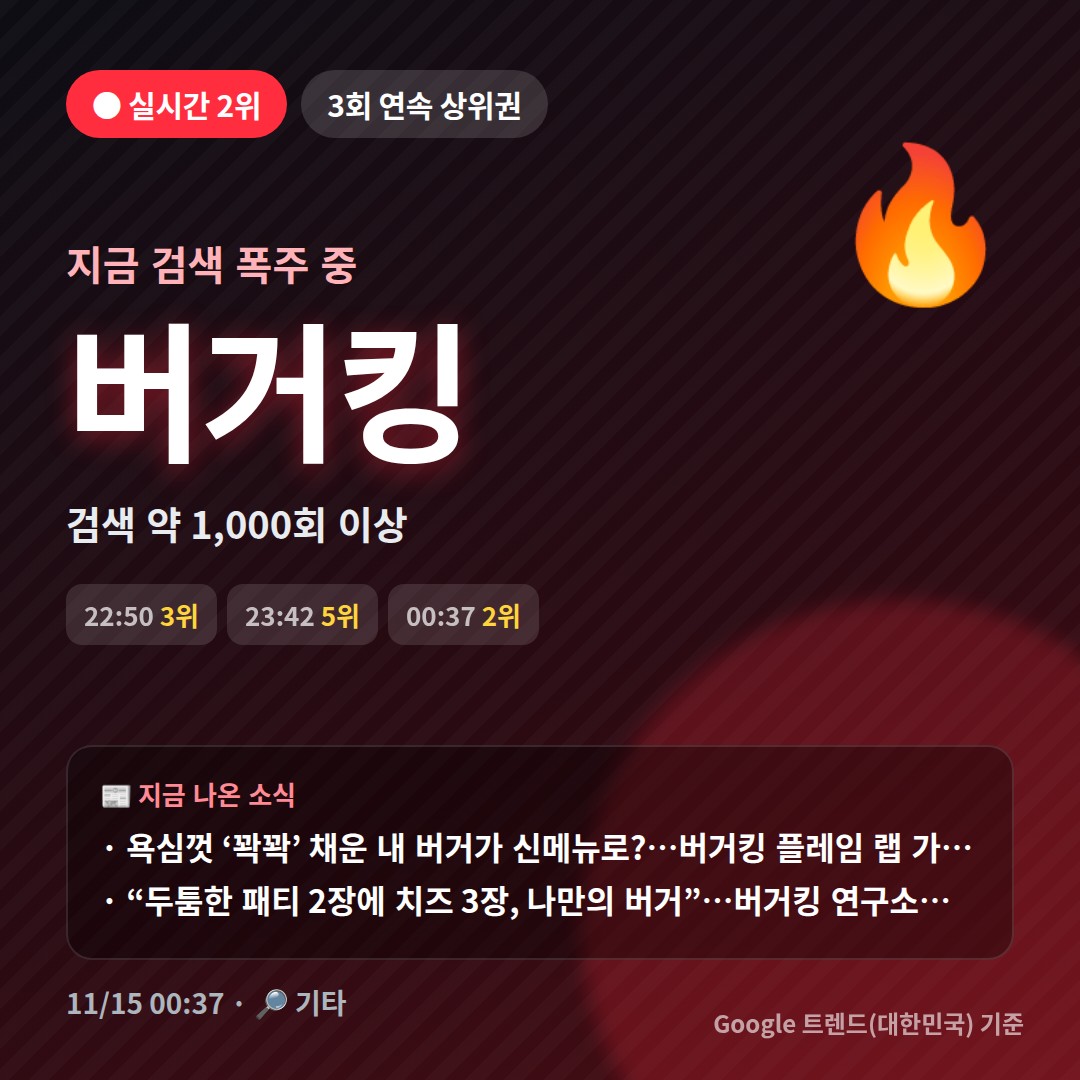 ● 실시간 2위 3회 연속 상위권
지금 검색 폭주 중
버거킹
검색 약 1,000회 이상
22:50 3위 23:42 5위 00:37 2위
📰 지금 나온 소식
· 욕심껏 ‘꽉꽉’ 채운 내 버거가 신메뉴로?…버거킹 플레임 랩 가…
· “두툼한 패티 2장에 치즈 3장, 나만의 버거”…버거킹 연구소…
11/15 00:37 · 🔎 기타
Google 트렌드(대한민국) 기준